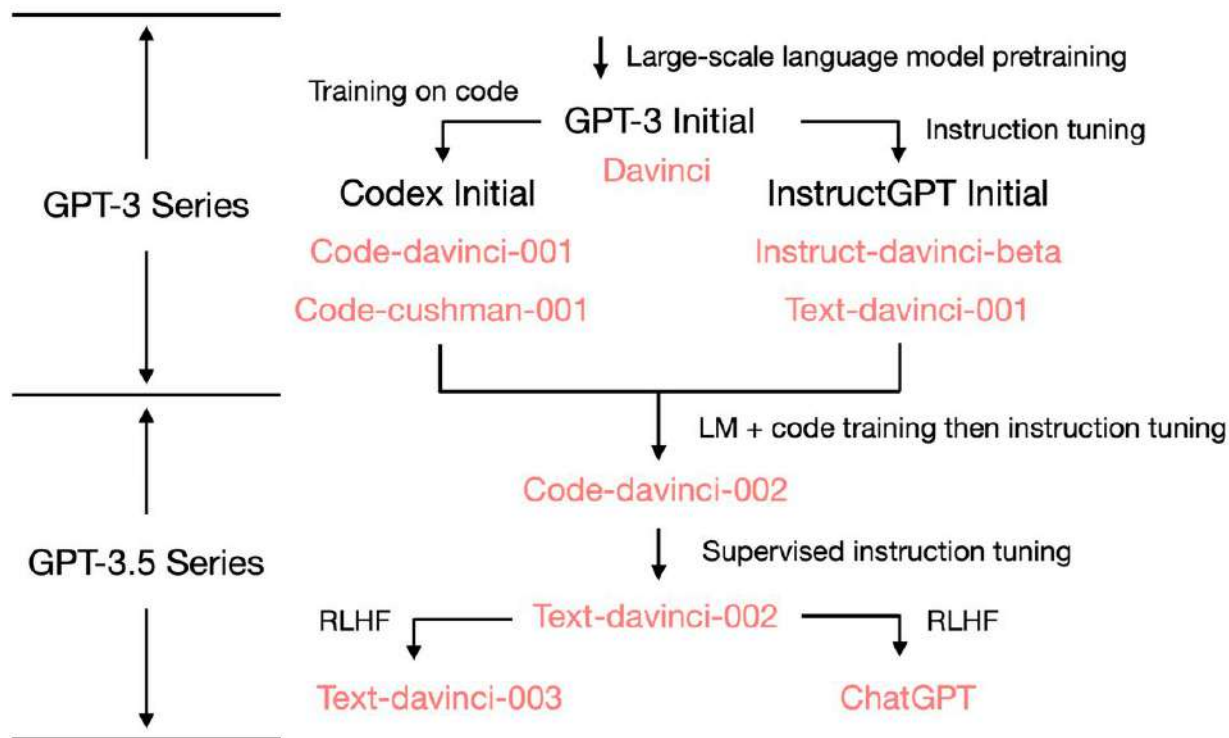 Large-scale language model pretraining
Training on code
GPT-3 Initial
Instruction tuning
Davinci
GPT-3 Series
Codex Initial
InstructGPT Initial
Code-davinci-001
Instruct-davinci-beta
Code-cushman-001
Text-davinci-001
LM + code training then instruction tuning
Code-davinci-002
GPT-3.5 Series
Supervised instruction tuning
RLHF
Text-davinci-002
RLHF
Text-davinci-003
ChatGPT